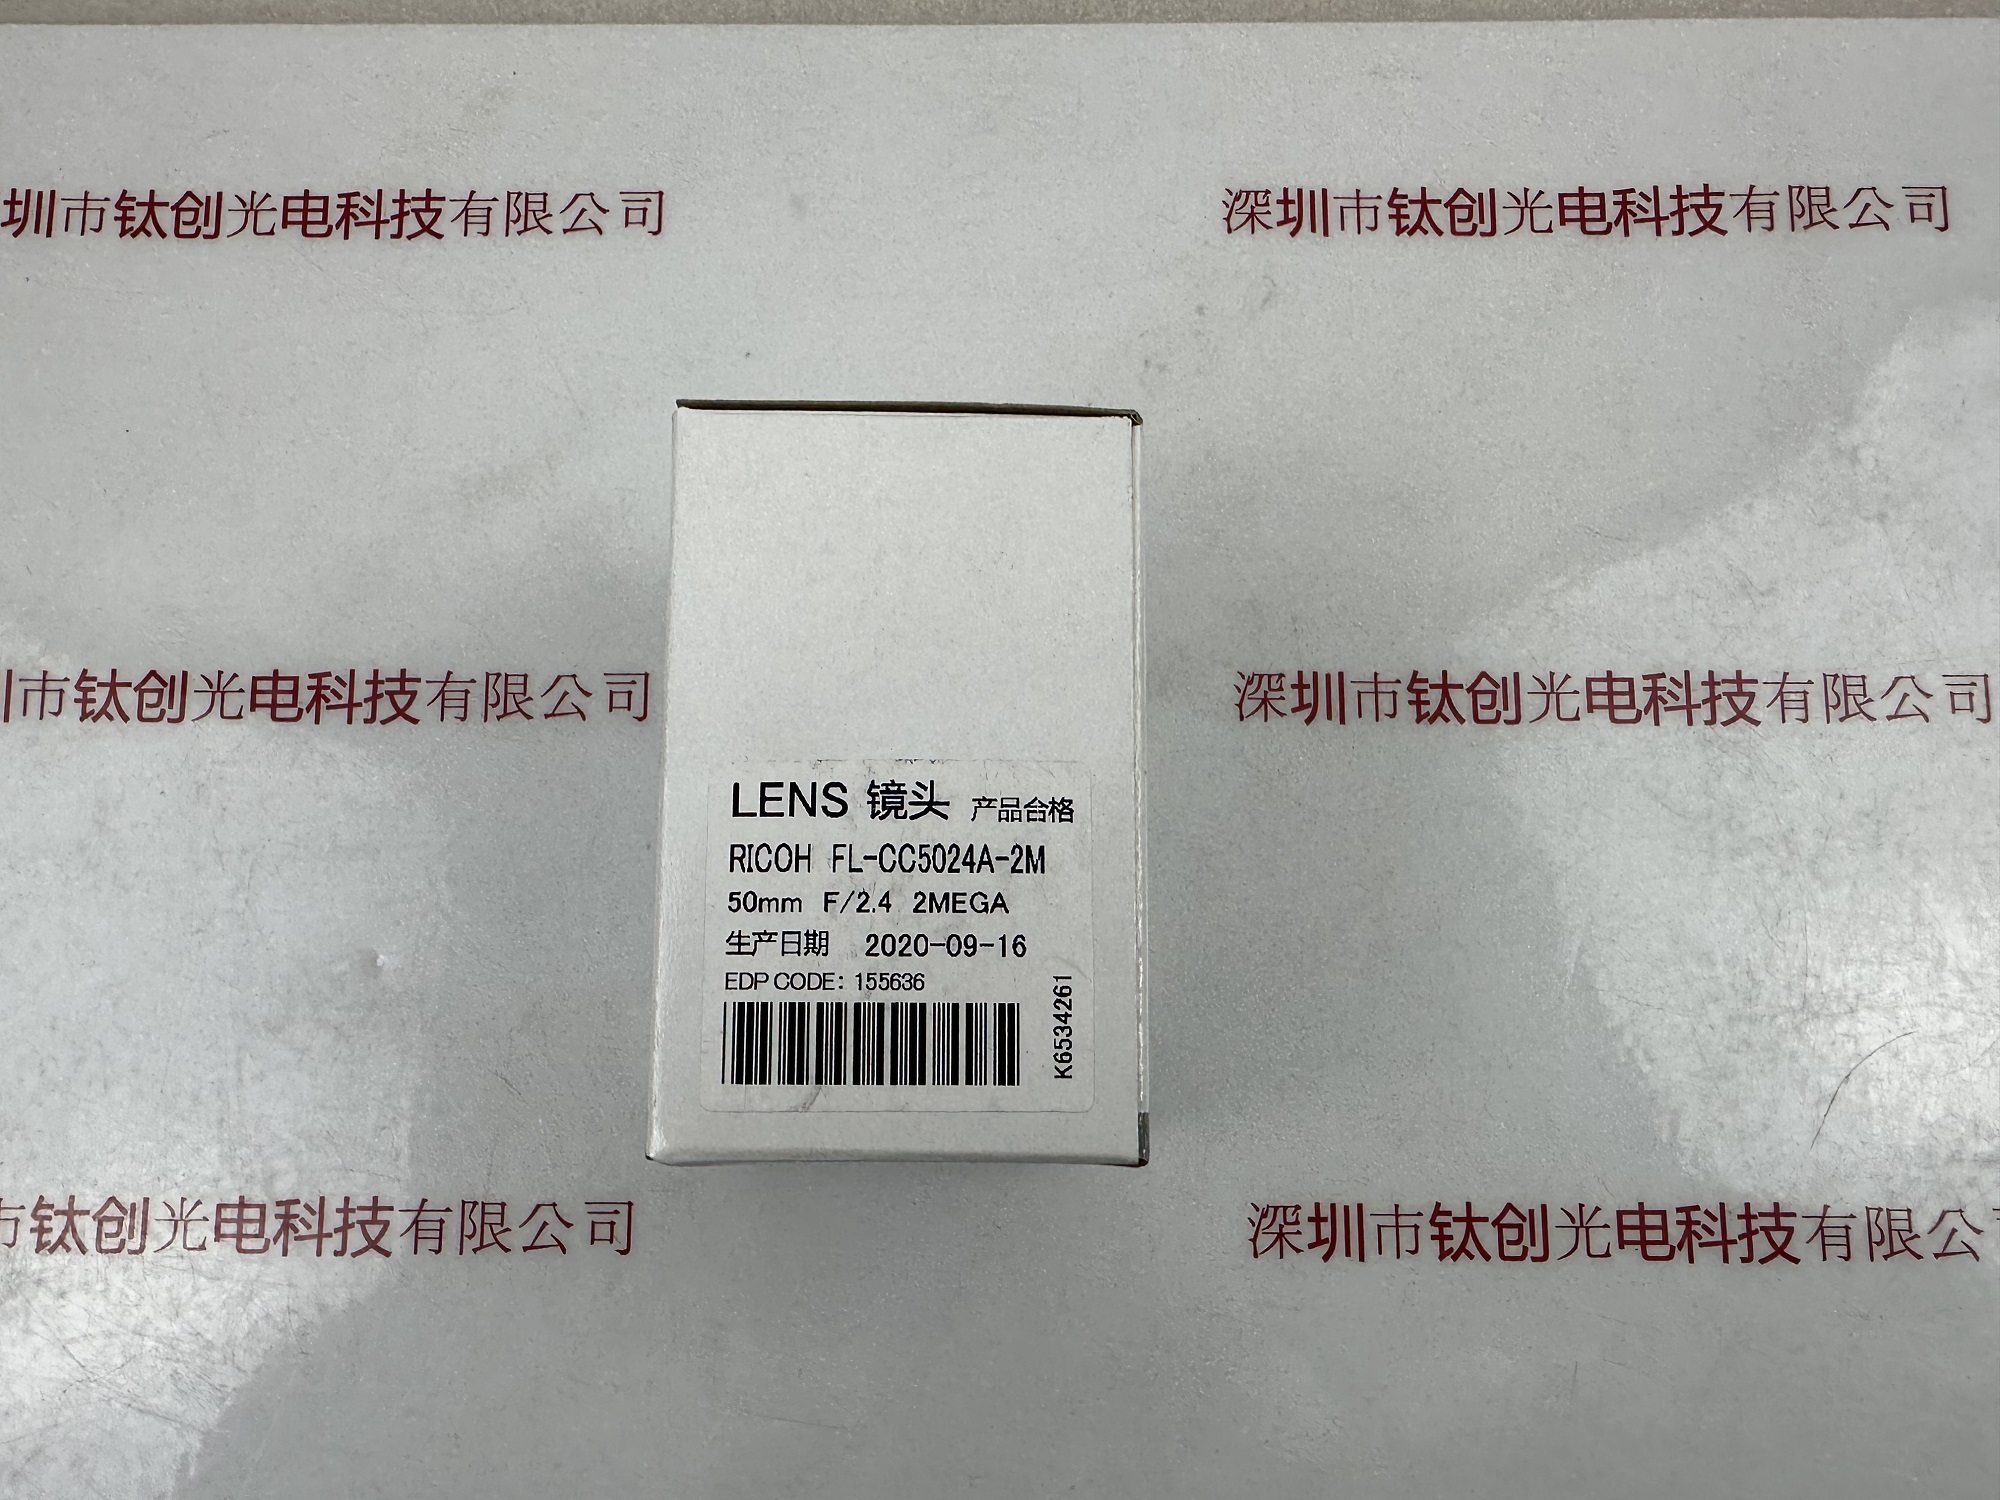 圳市钛创光电科技有限公司
深圳市钛创光电科技有限公司
市钛创光电科技有限公司
深圳市钛创光电科技有限公司
LENS 镜头 产品合格
RICOH FL-CC5024A-2M
50mm F/2.4 2MEGA
生产日期 2020-09-16
EDP CODE: 155636
K6534261
钛创光电科技有限公司
深圳市钛创光电科技有限公